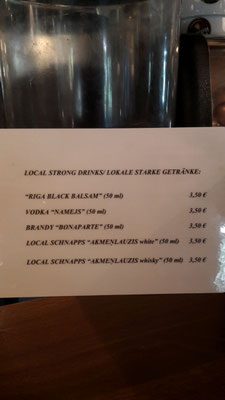 LOCAL STRONG DRINKS/ LOKALE STARKE GETRÄNKE:
"RIGA BLACK BALSAM" (50 ml) 3,50 €
VODKA "NAMEJS" (50 ml) 3,50 €
BRANDY "BONAPARTE" (50 ml) 3,50 €
LOCAL SCHNAPPS "AKMEŅLAUZIS white" (50 ml) 3,50 €
LOCAL SCHNAPPS "AKMEŅLAUZIS whisky" (50 ml) 3,50 €